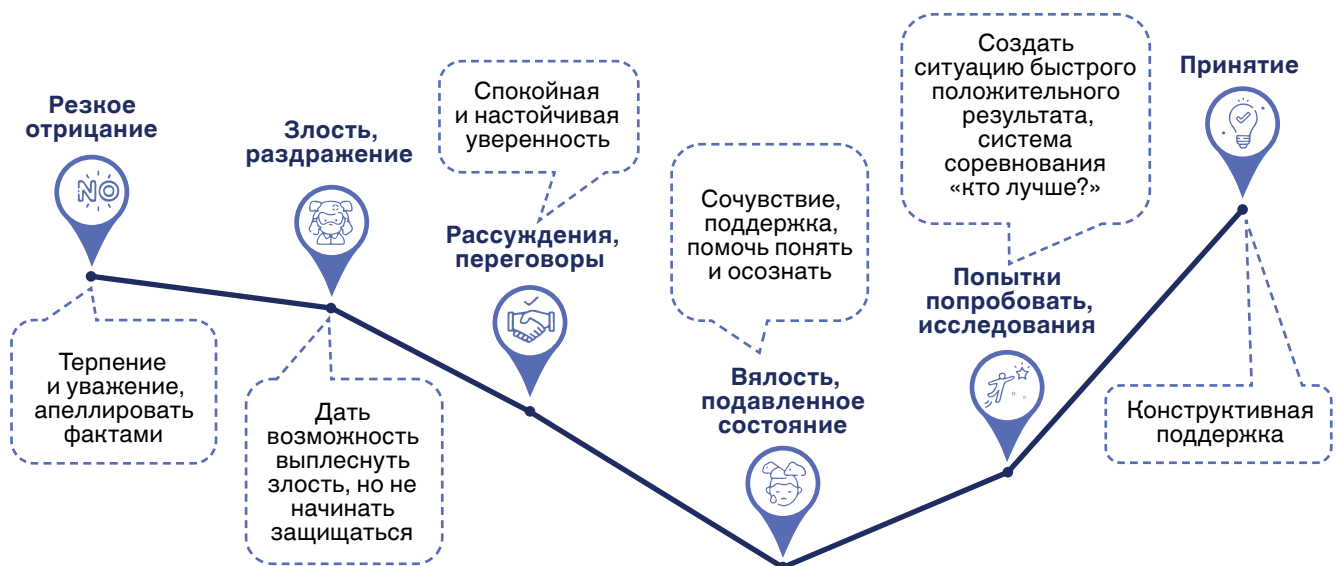 Резкое
отрицание
NO
Терпение
и уважение,
апеллировать
фактами
Злость,
раздражение
Дать
возможность
выплеснуть
злость, но не
начинать
защищаться
Спокойная
и настойчивая
уверенность
Рассуждения,
переговоры
Сочувствие,
поддержка,
помочь понять
и осознать
Вялость,
подавленное
состояние
Создать
ситуацию быстрого
положительного
результата,
система
соревнования
«кто лучше?»
Попытки
попробовать,
исследования
Принятие
Конструктивная
поддержка